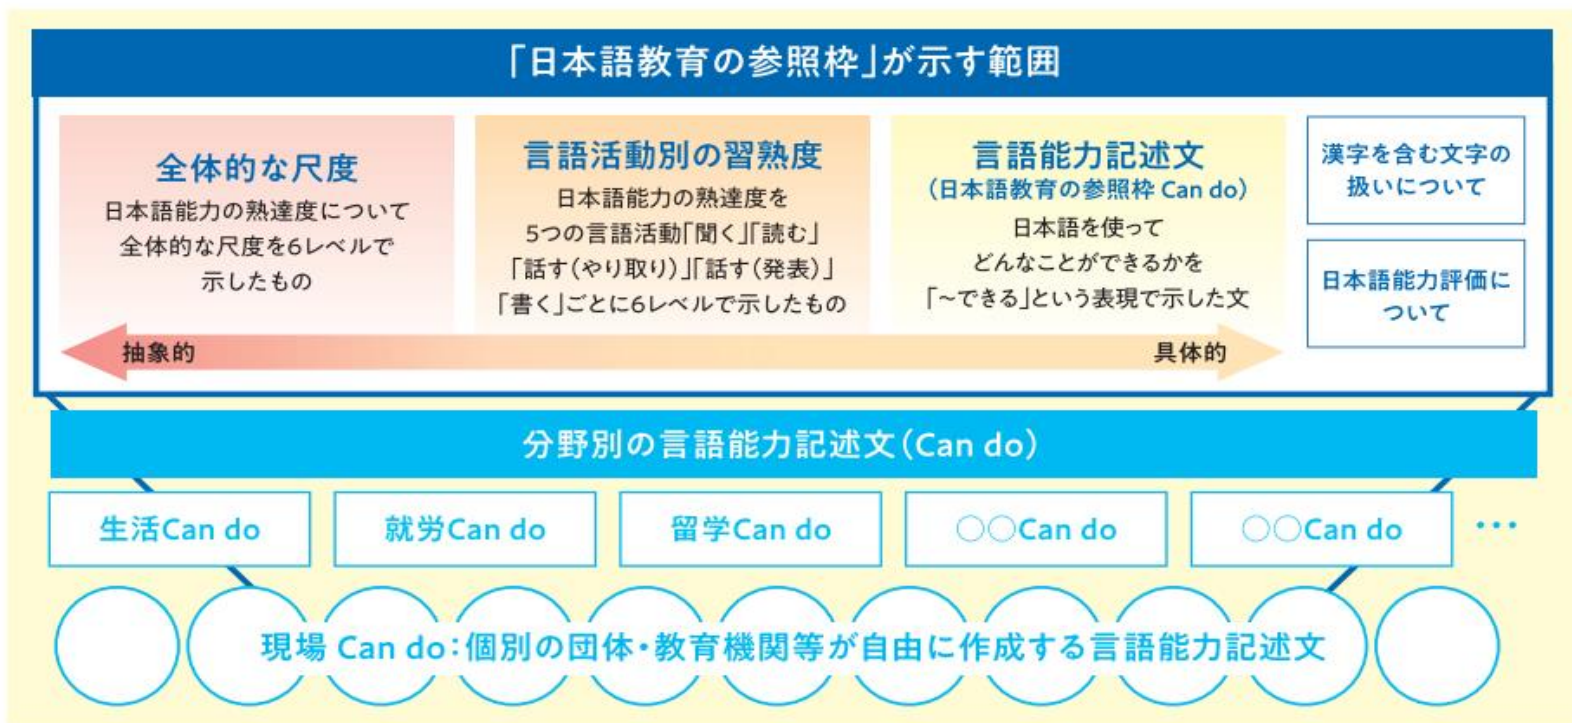 「日本語教育の参照枠」が示す範囲
全体的な尺度
日本語能力の熟達度について
全体的な尺度を6レベルで
示したもの
言語活動別の習熟度
日本語能力の熟達度を
5つの言語活動「聞く」「読む」
「話す(やり取り)」「話す(発表)」
「書く」ごとに6レベルで示したもの
言語能力記述文
(日本語教育の参照枠 Can do)
日本語を使って
どんなことができるかを
「~できる」という表現で示した文
漢字を含む文字の
扱いについて
日本語能力評価に
ついて
抽象的
具体的
分野別の言語能力記述文(Can do)
生活Can do
就労Can do
留学Can do
○○Can do
○○Can do
…
現場 Can do:個別の団体・教育機関等が自由に作成する言語能力記述文